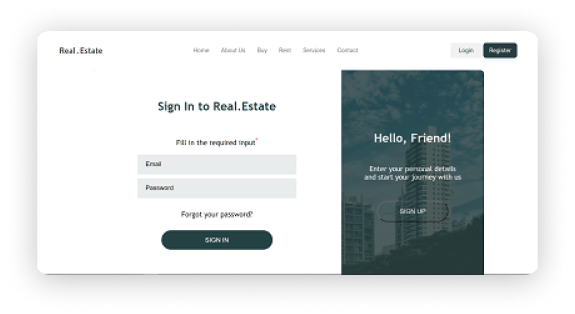 Real.Estate
Home About Us Buy Rent Services Contact
Login Register
Sign In to Real.Estate
Fill in the required input*
Email
Password
Forgot your password?
SIGN IN
Hello, Friend!
Enter your personal details
and start your journey with us
SIGN UP